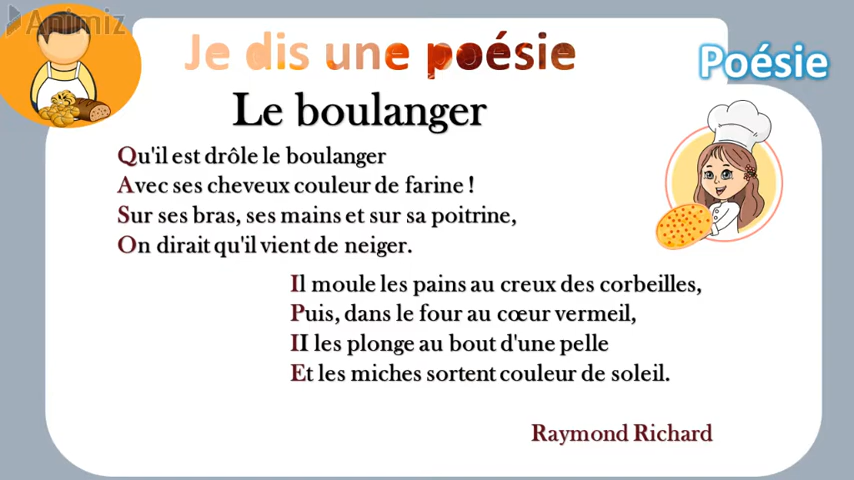 Animiz
Je dis une poésie
Poésie
Le boulanger
Qu'il est drôle le boulanger
Avec ses cheveux couleur de farine !
Sur ses bras, ses mains et sur sa poitrine,
On dirait qu'il vient de neiger.
Il moule les pains au creux des corbeilles,
Puis, dans le four au cœur vermeil,
II les plonge au bout d'une pelle
Et les miches sortent couleur de soleil.
Raymond Richard